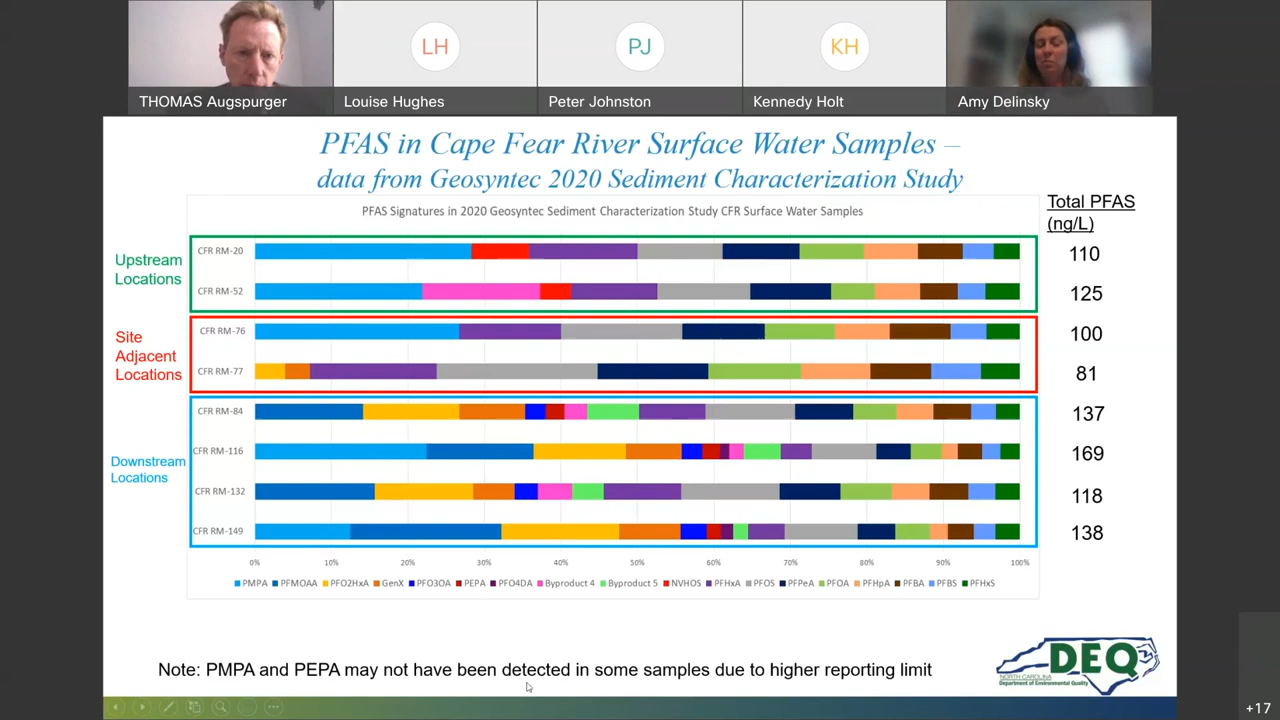 LH
PJ
KH
THOMAS Augspurger
Louise Hughes
Peter Johnston
Kennedy Holt
Amy Delinsky
PFAS in Cape Fear River Surface Water Samples –
data from Geosyntec 2020 Sediment Characterization Study
Total PFAS
(ng/L)
PFAS Signatures in 2020 Geosyntec Sediment Characterization Study CFR Surface Water Samples
Upstream
Locations
CFR RM-20
110
CFR RM-52
125
Site
Adjacent
Locations
CFR RM-76
100
CFR RM-77
81
Downstream
Locations
CFR RM-84
137
CFR RM-116
169
CFR RM-132
118
CFR RM-149
138
0% 10% 20% 30% 40% 50% 60% 70% 80% 90% 100%
PMPA PFMOAA PFO2HxA GenX PFO3OA PEPA PFO4DA Byproduct 4 Byproduct 5 NVHOS PFHxA PFOS PFPeA PFOA PFHpA PFBA PFBS PFHxS
Note: PMPA and PEPA may not have been detected in some samples due to higher reporting limit
DEQ
NORTH CAROLINA
Department of Environmental Quality
+17